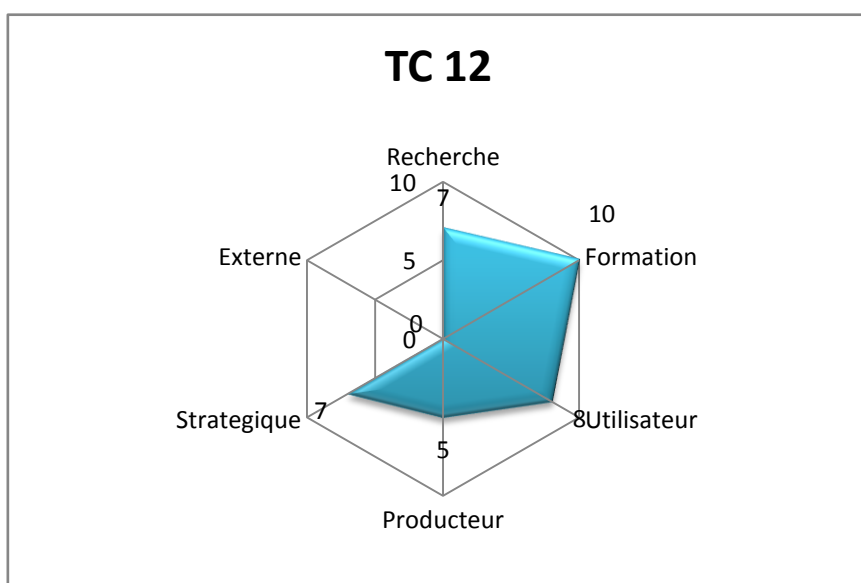 TC 12
Recherche
10
7
10
Externe
5
Formation
0
0
Strategique
7
8
Utilisateur
5
Producteur